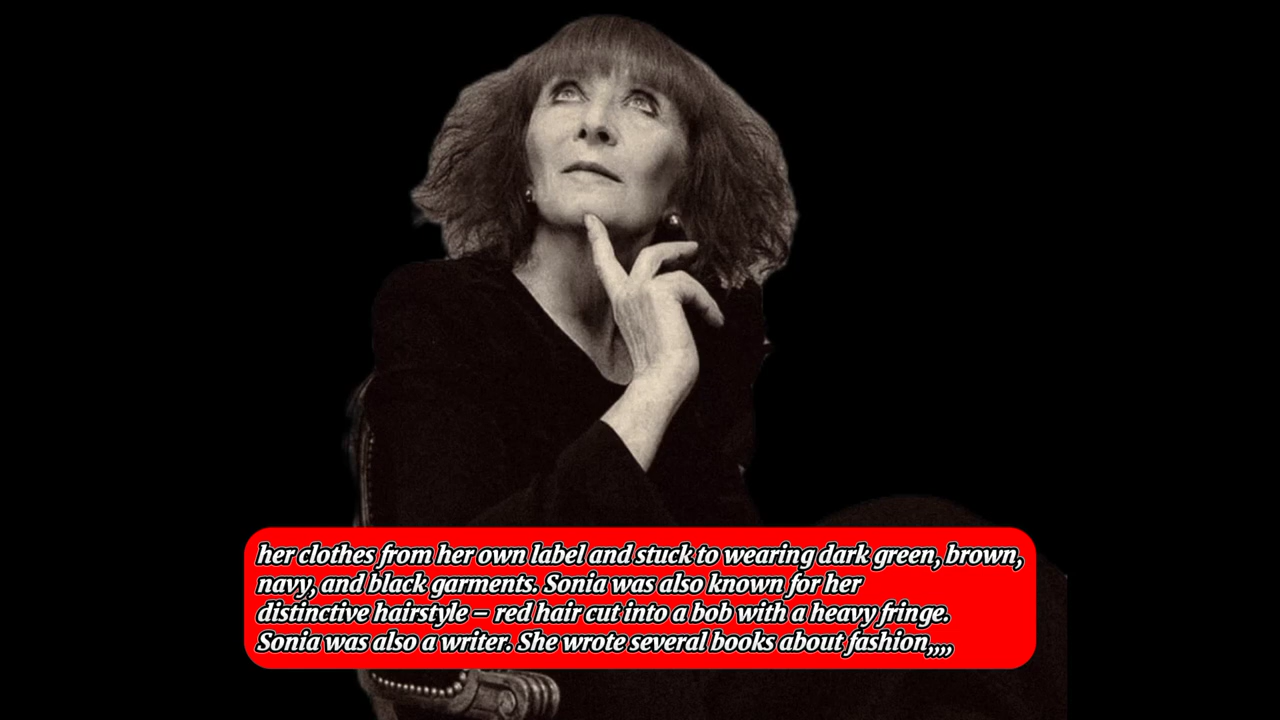 her clothes from her own label and stuck to wearing dark green, brown,
navy, and black garments. Sonia was also known for her
distinctive hairstyle – red hair cut into a bob with a heavy fringe.
Sonia was also a writer. She wrote several books about fashion,,,,